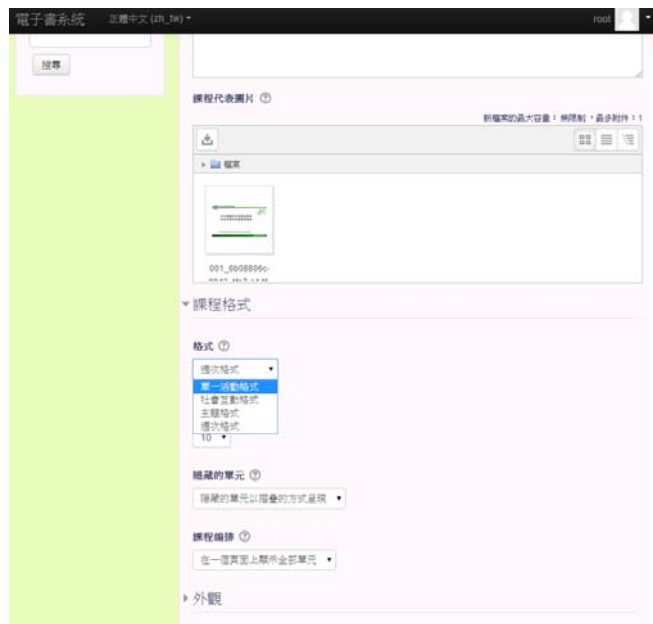 電子書系統 正體中文 (zh_tw)
root
搜尋
課程代表圖片
新檔案的最大容量：無限制，最多附件：1
檔案
001_6b08806c-
課程格式
格式
週次格式
單一活動格式
社會互動格式
主題格式
週次格式
10
隱藏的單元
隱藏的單元以摺疊的方式呈現
課程編排
在一個頁面上顯示全部單元
外觀